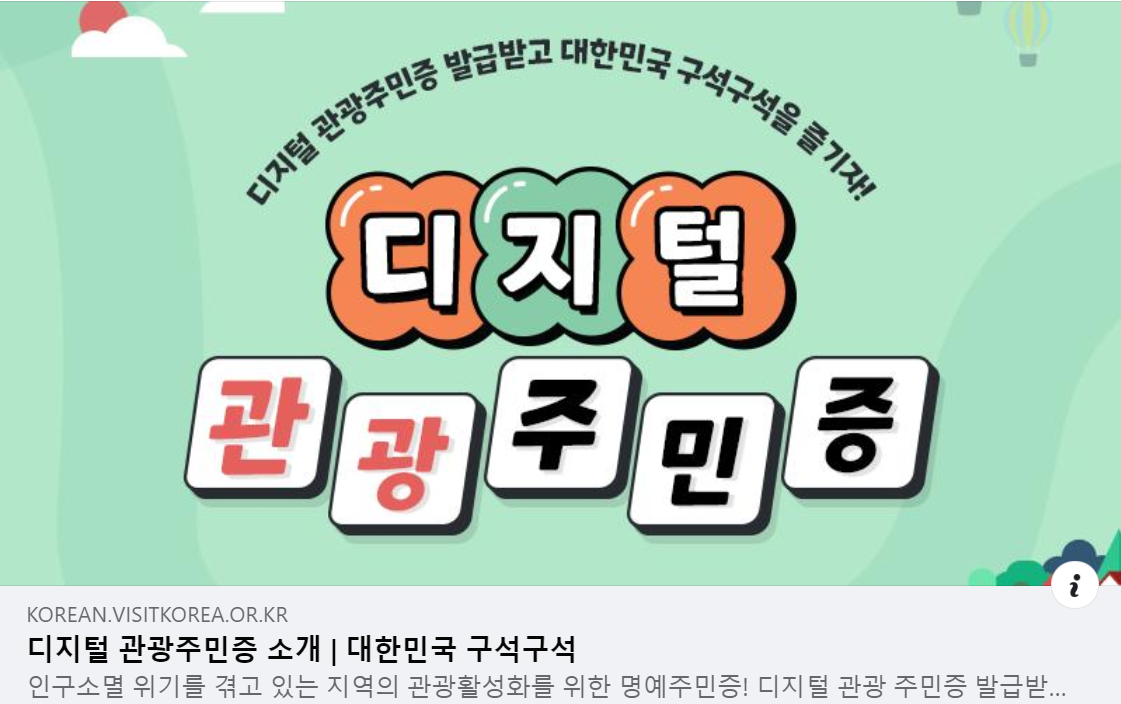 디지털 관광주민증 발급받고 대한민국 구석구석을 즐기자!
디지털
관광주민증
KOREAN.VISITKOREA.OR.KR
디지털 관광주민증 소개 | 대한민국 구석구석
인구소멸 위기를 겪고 있는 지역의 관광활성화를 위한 명예주민증! 디지털 관광 주민증 발급받...
i